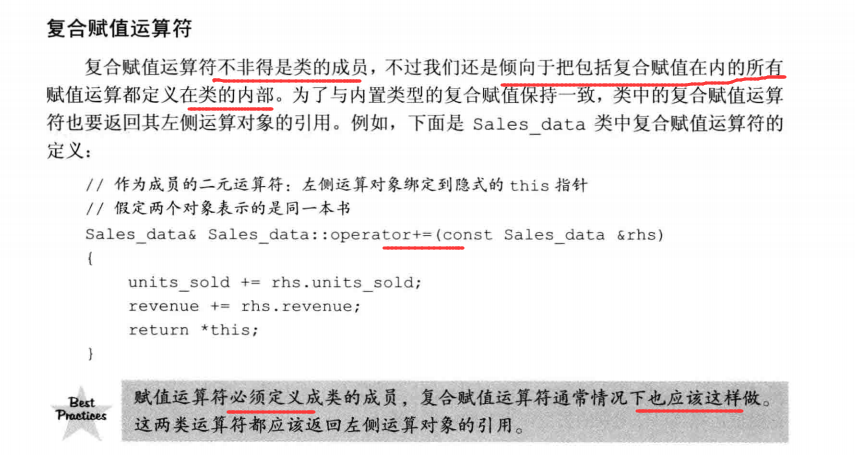 复合赋值运算符
复合赋值运算符不非得是类的成员，不过我们还是倾向于把包括复合赋值在内的所有
赋值运算都定义在类的内部。为了与内置类型的复合赋值保持一致，类中的复合赋值运算
符也要返回其左侧运算对象的引用。例如，下面是 Sales_data 类中复合赋值运算符的
定义：
// 作为成员的二元运算符：左侧运算对象绑定到隐式的 this 指针
// 假定两个对象表示的是同一本书
Sales_data& Sales_data::operator+=(const Sales_data &rhs)
{
units_sold += rhs.units_sold;
revenue += rhs.revenue;
return *this;
}
Best
Practices
赋值运算符必须定义成类的成员，复合赋值运算符通常情况下也应该这样做。
这两类运算符都应该返回左侧运算对象的引用。